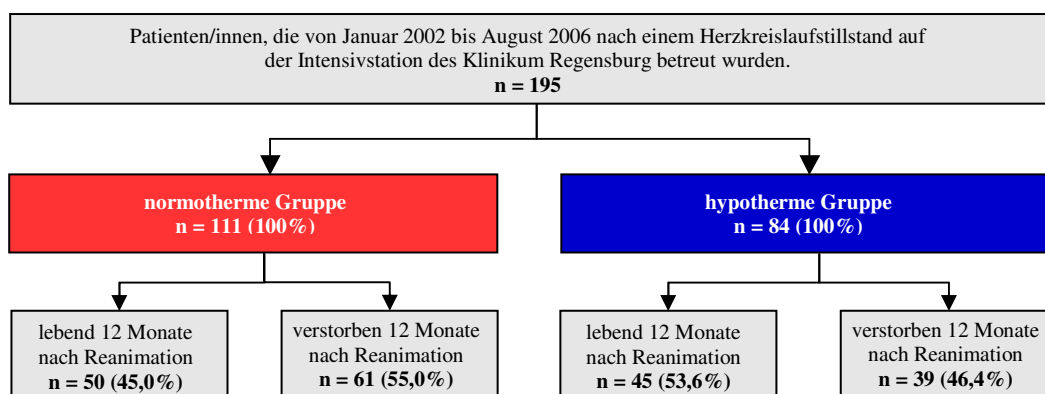 Patienten/innen, die von Januar 2002 bis August 2006 nach einem Herzkreislaufstillstand auf
der Intensivstation des Klinikum Regensburg betreut wurden.
n = 195
normotherme Gruppe
n = 111 (100%)
hypotherme Gruppe
n = 84 (100%)
lebend 12 Monate
nach Reanimation
n = 50 (45,0%)
verstorben 12 Monate
nach Reanimation
n = 61 (55,0%)
lebend 12 Monate
nach Reanimation
n = 45 (53,6%)
verstorben 12 Monate
nach Reanimation
n = 39 (46,4%)